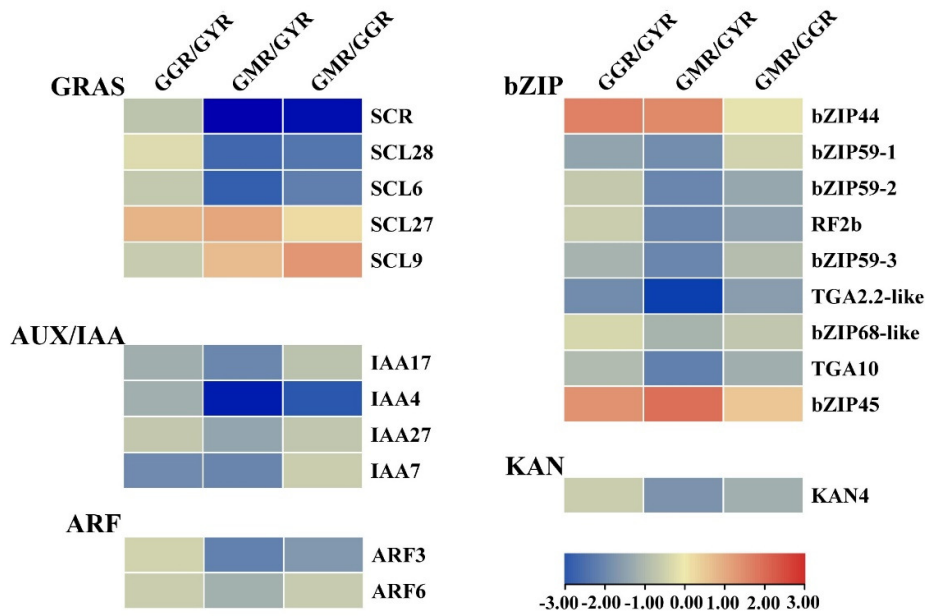 GRAS
GGR/GYR
GMR/GYR
GMR/GGR
SCR
SCL28
SCL6
SCL27
SCL9
AUX/IAA
IAA17
IAA4
IAA27
IAA7
ARF
ARF3
ARF6
bZIP
GGR/GYR
GMR/GYR
GMR/GGR
bZIP44
bZIP59-1
bZIP59-2
RF2b
bZIP59-3
TGA2.2-like
bZIP68-like
TGA10
bZIP45
KAN
KAN4
-3.00 -2.00 -1.00 0.00 1.00 2.00 3.00